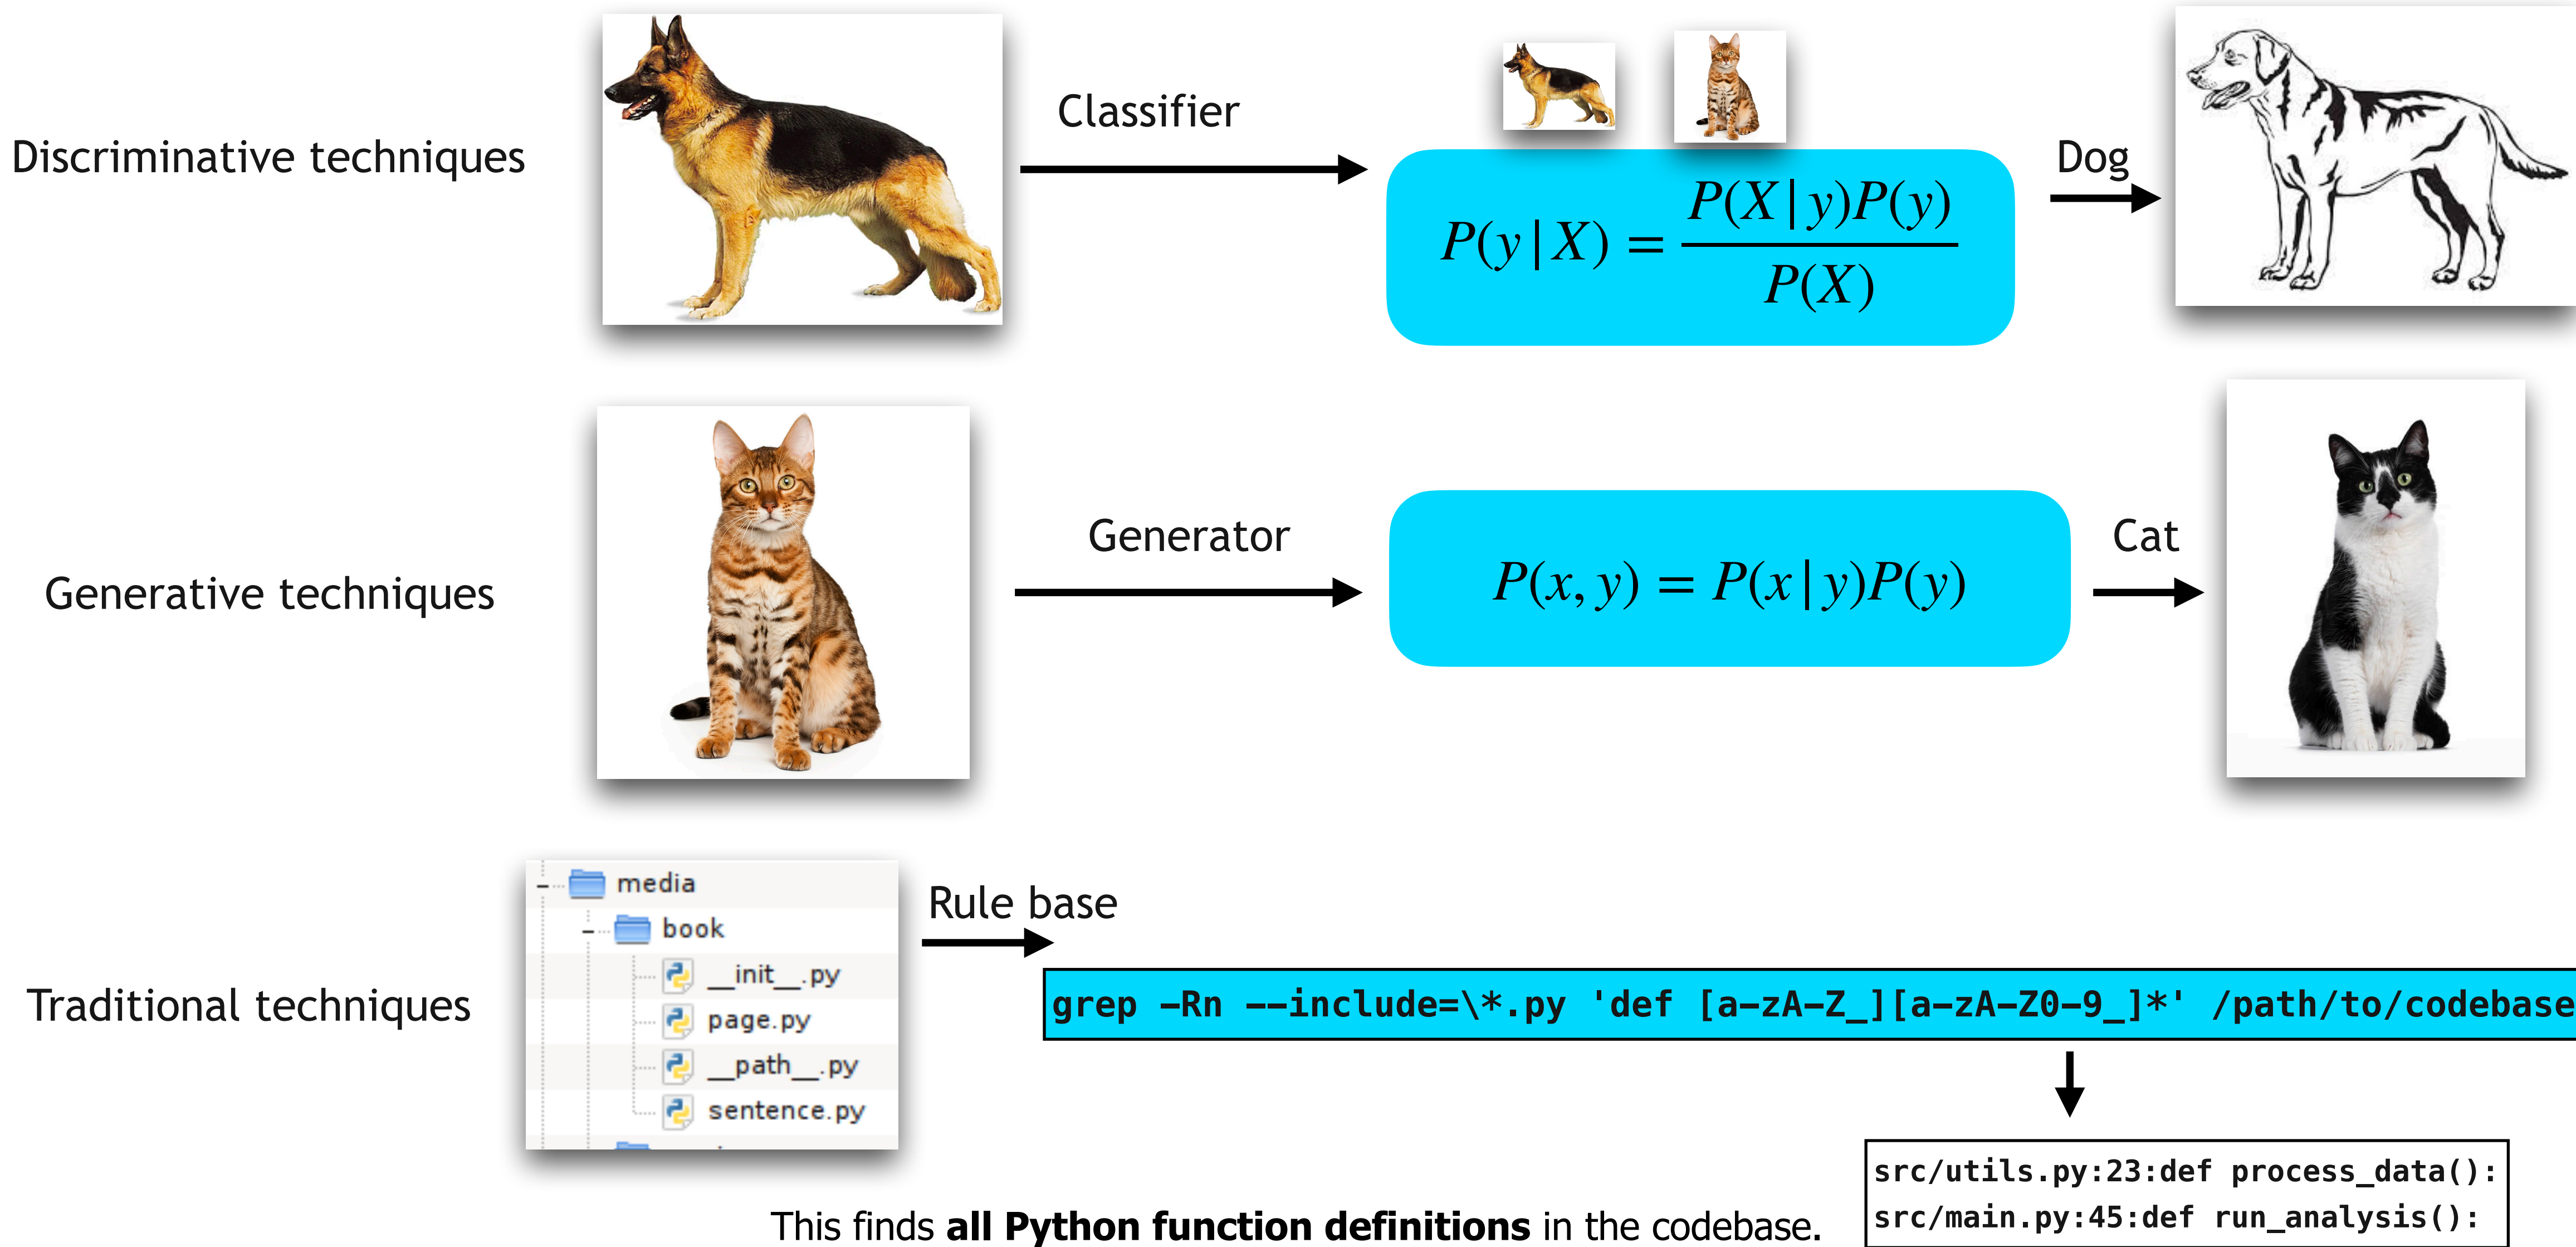 Discriminative techniques
Classifier
P(y|X) = P(X|y)P(y) / P(X)
Dog
Generative techniques
Generator
P(x, y) = P(x|y)P(y)
Cat
Traditional techniques
media
book
__init__.py
page.py
__path__.py
sentence.py
Rule base
grep -Rn --include=\*.py 'def [a-zA-Z_][a-zA-Z0-9_]*' /path/to/codebase
src/utils.py:23:def process_data():
src/main.py:45:def run_analysis():
This finds all Python function definitions in the codebase.